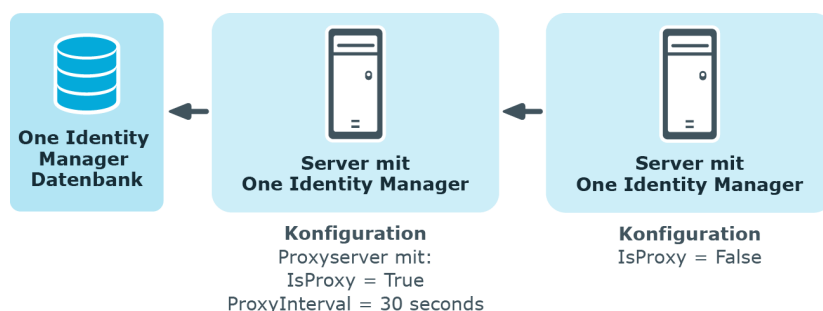 One Identity
Manager
Datenbank
Server mit
One Identity Manager
Konfiguration
Proxyserver mit:
IsProxy = True
ProxyInterval = 30 seconds
Server mit
One Identity Manager
Konfiguration
IsProxy = False